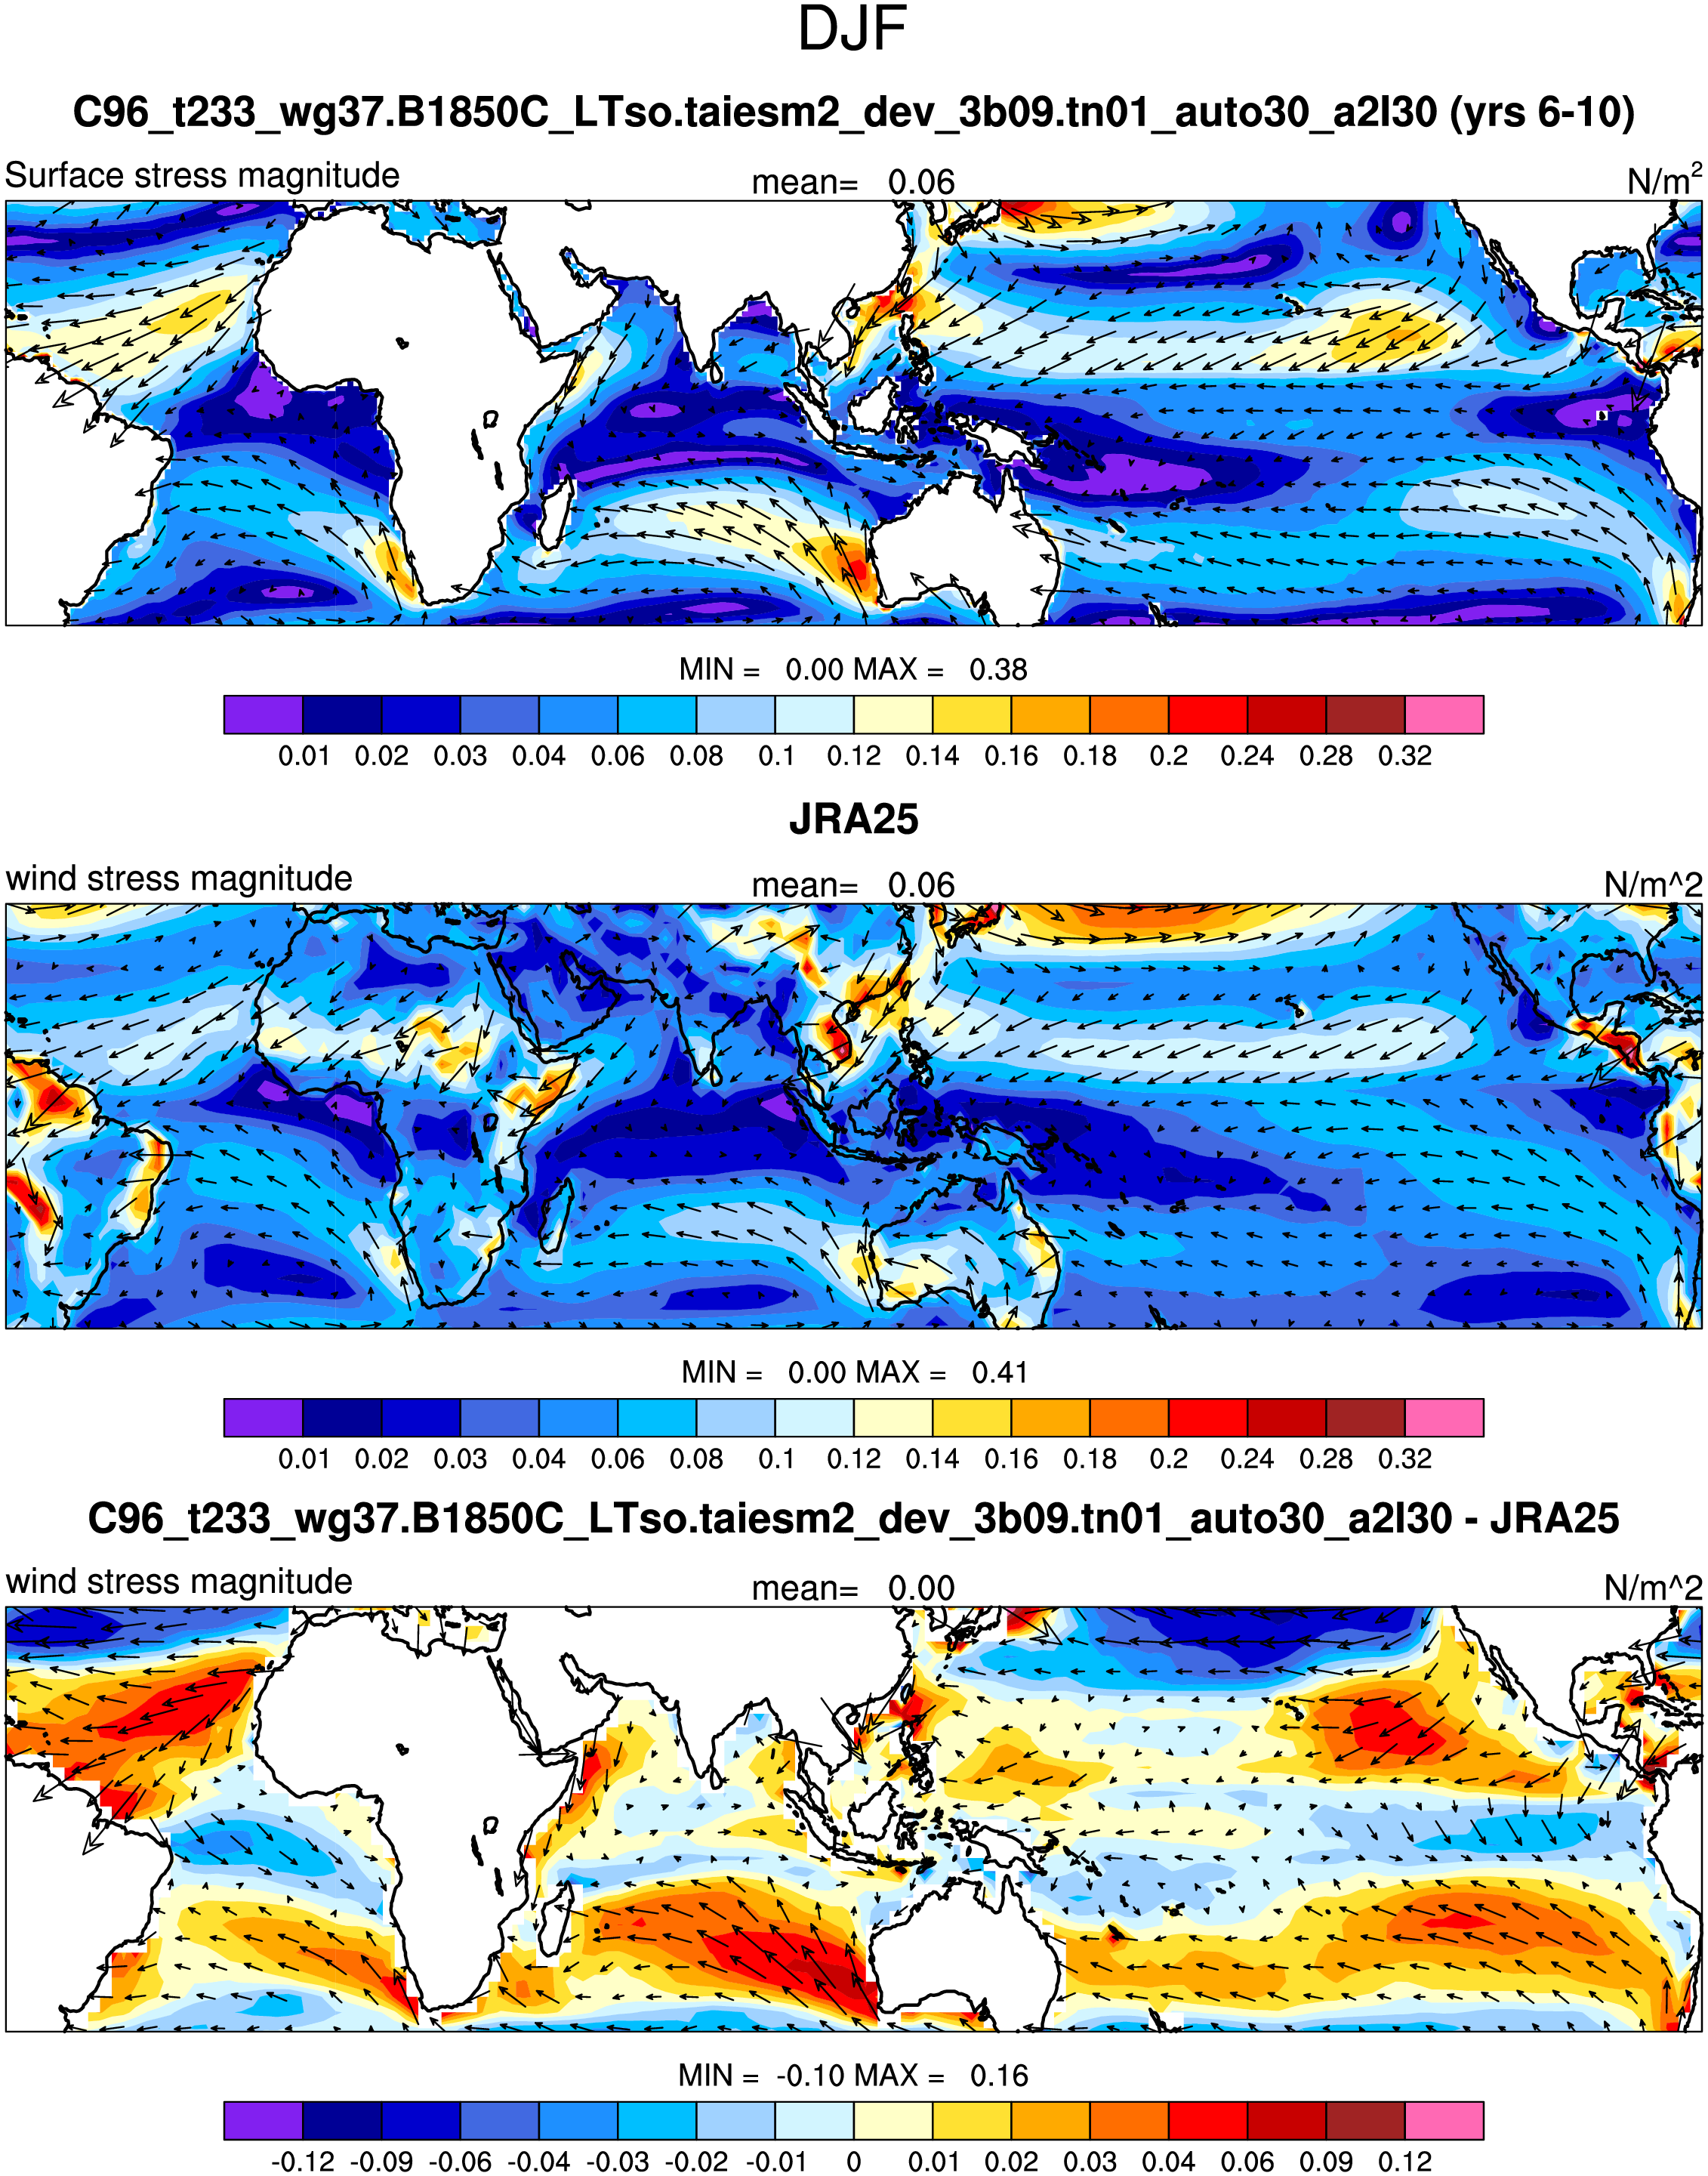 DJF
C96_t233_wg37.B1850C_LTso.taiesm2_dev_3b09.tn01_auto30_a2l30 (yrs 6-10)
Surface stress magnitude mean= 0.06 N/m²
MIN = 0.00 MAX = 0.38
0.01 0.02 0.03 0.04 0.06 0.08 0.1 0.12 0.14 0.16 0.18 0.2 0.24 0.28 0.32
JRA25
wind stress magnitude mean= 0.06 N/m^2
MIN = 0.00 MAX = 0.41
0.01 0.02 0.03 0.04 0.06 0.08 0.1 0.12 0.14 0.16 0.18 0.2 0.24 0.28 0.32
C96_t233_wg37.B1850C_LTso.taiesm2_dev_3b09.tn01_auto30_a2l30 - JRA25
wind stress magnitude mean= 0.00 N/m^2
MIN = -0.10 MAX = 0.16
-0.12 -0.09 -0.06 -0.04 -0.03 -0.02 -0.01 0 0.01 0.02 0.03 0.04 0.06 0.09 0.12